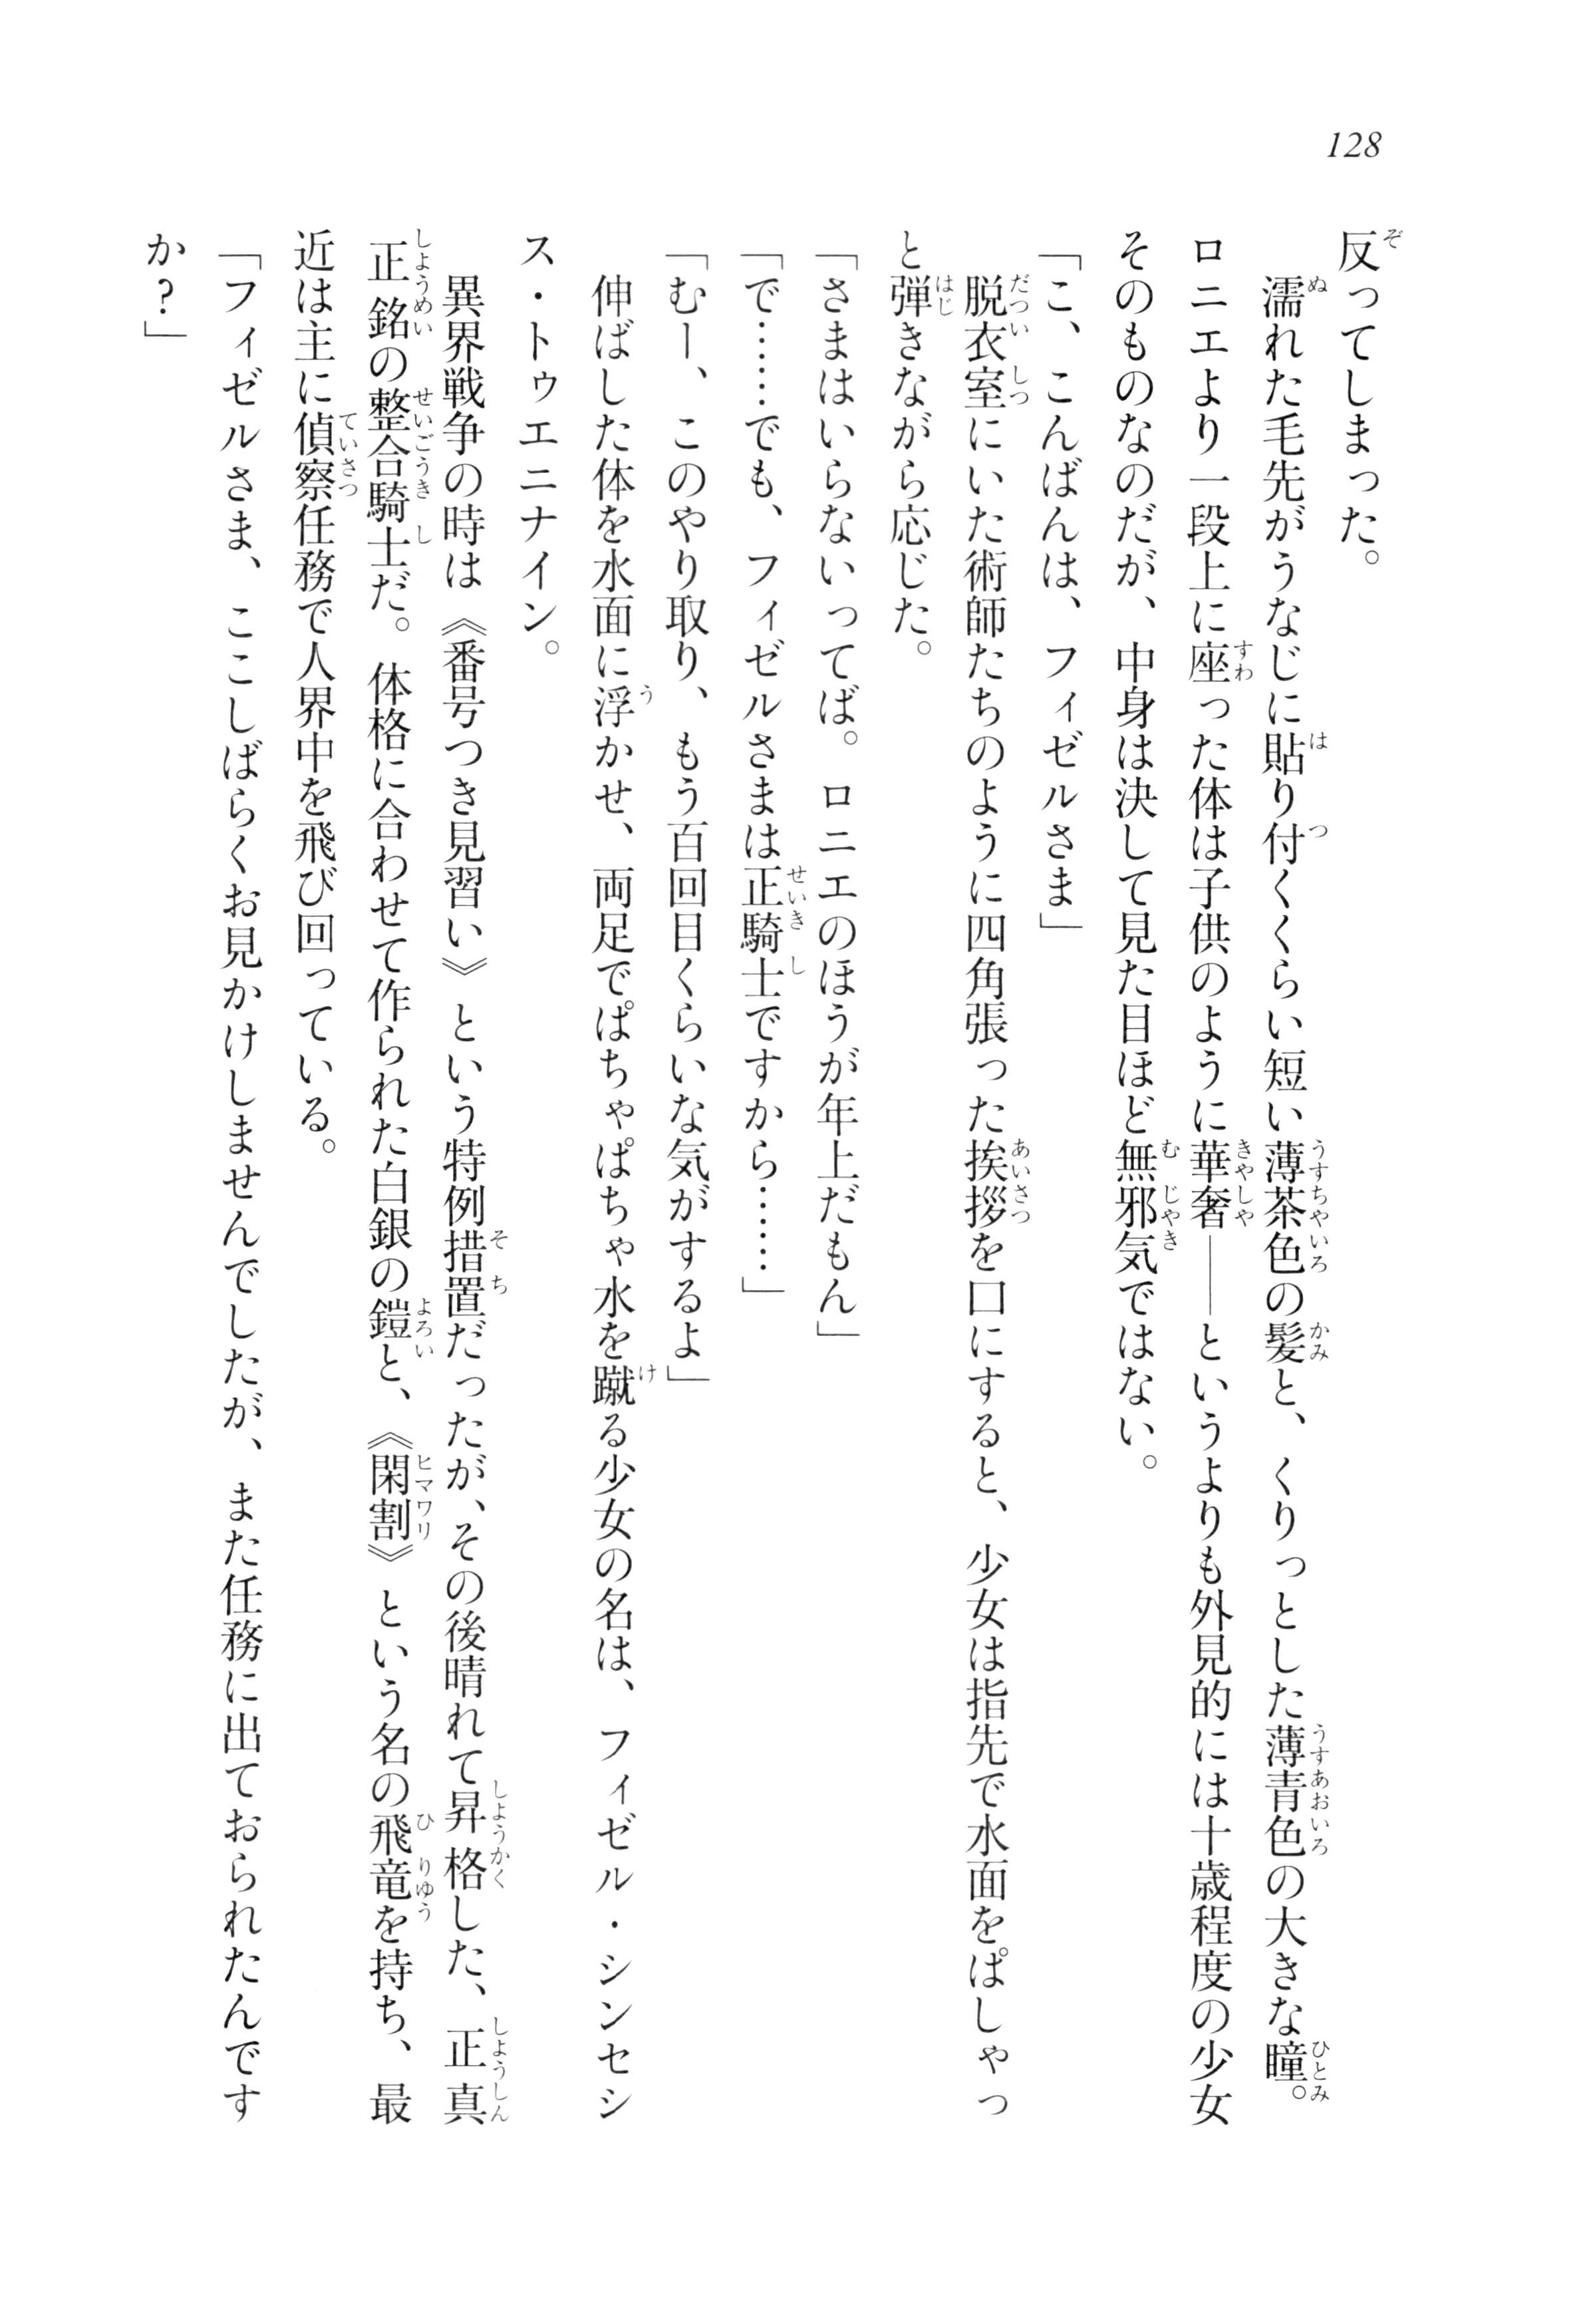 128
反ってしまった。
　濡れた毛先がうなじに貼り付くくらい短い薄茶色の髪と、くりっとした薄青色の大きな瞳。
ロニエより一段上に座った体は子供のように華奢――というよりも外見的には十歳程度の少女
そのものなのだが、中身は決して見た目ほど無邪気ではない。
「こ、こんばんは、フィゼルさま」
　脱衣室にいた術師たちのように四角張った挨拶を口にすると、少女は指先で水面をぱしゃっ
と弾きながら応じた。
「さまはいらないってば。ロニエのほうが年上だもん」
「で……でも、フィゼルさまは正騎士ですから……」
「むー、このやり取り、もう百回目くらいな気がするよ」
　伸ばした体を水面に浮かせ、両足でぱちゃぱちゃ水を蹴る少女の名は、フィゼル・シンセシ
ス・トゥエニナイン。
　異界戦争の時は《番号つき見習い》という特例措置だったが、その後晴れて昇格した、正真
正銘の整合騎士だ。体格に合わせて作られた白銀の鎧と、《閑割》という名の飛竜を持ち、最
近は主に偵察任務で人界中を飛び回っている。
「フィゼルさま、ここしばらくお見かけしませんでしたが、また任務に出ておられたんです
か？」